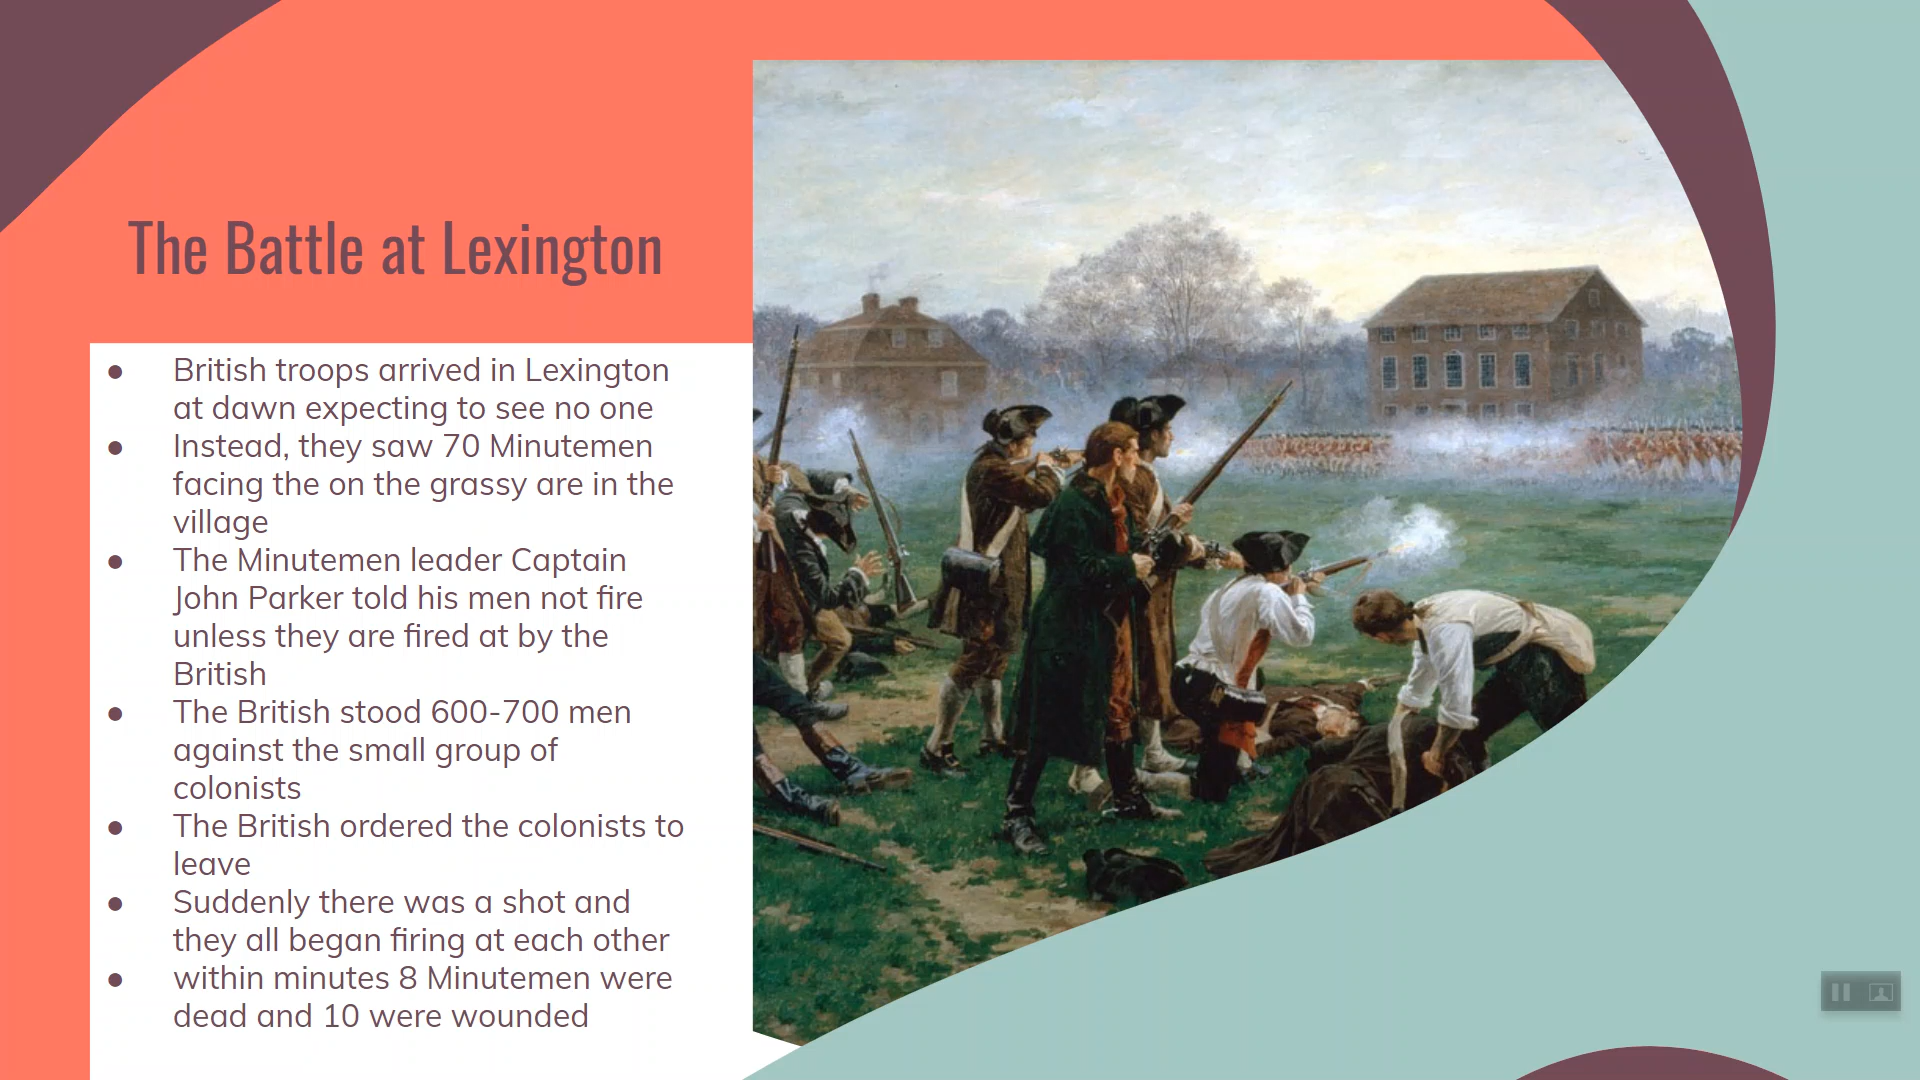 The Battle at Lexington
● British troops arrived in Lexington
at dawn expecting to see no one
● Instead, they saw 70 Minutemen
facing the on the grassy are in the
village
● The Minutemen leader Captain
John Parker told his men not fire
unless they are fired at by the
British
● The British stood 600-700 men
against the small group of
colonists
● The British ordered the colonists to
leave
● Suddenly there was a shot and
they all began firing at each other
● within minutes 8 Minutemen were
dead and 10 were wounded